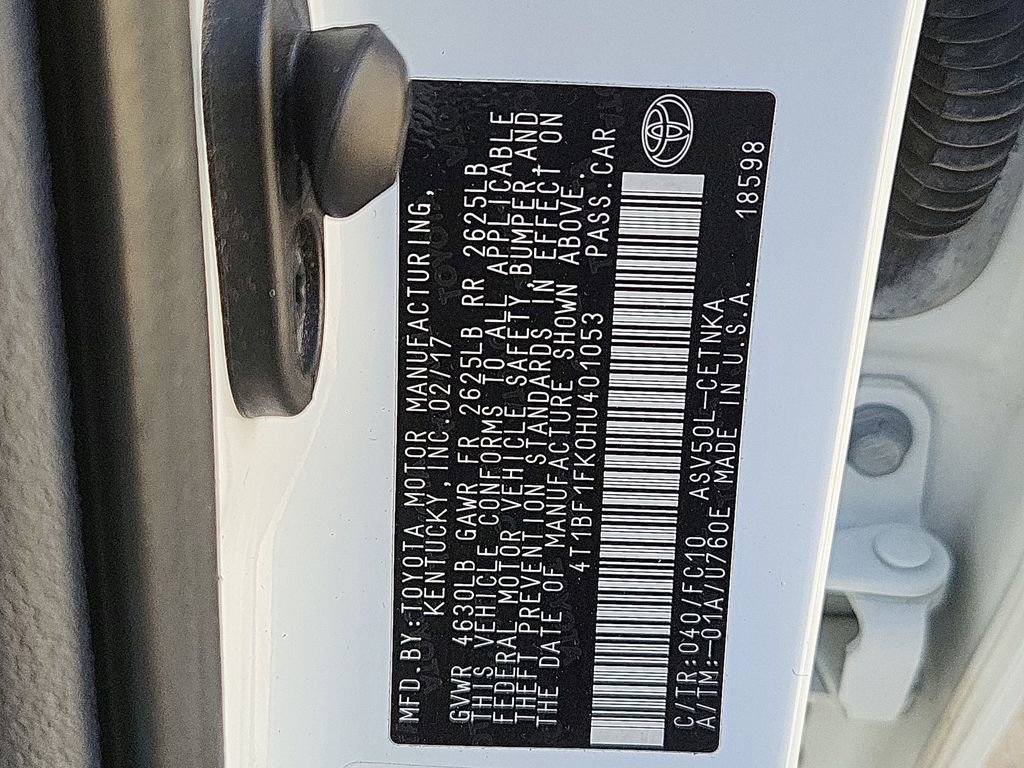 MFD.BY:TOYOTA MOTOR MANUFACTURING,
KENTUCKY,INC.02/17
GVWR 4630LB GAWR FR 2625LB RR 2625LB
THIS VEHICLE CONFORMS TO ALL APPLICABLE
FEDERAL MOTOR VEHICLE SAFETY,BUMPER,AND
THEFT PREVENTION STANDARDS IN EFFECT ON
THE DATE OF MANUFACTURE SHOWN ABOVE.
4T1BF1FK0HU401053 PASS.CAR
C/TR:040/FC10 ASV50L-CETNKA
A/TM:-01A/U760E MADE IN U.S.A. 18598